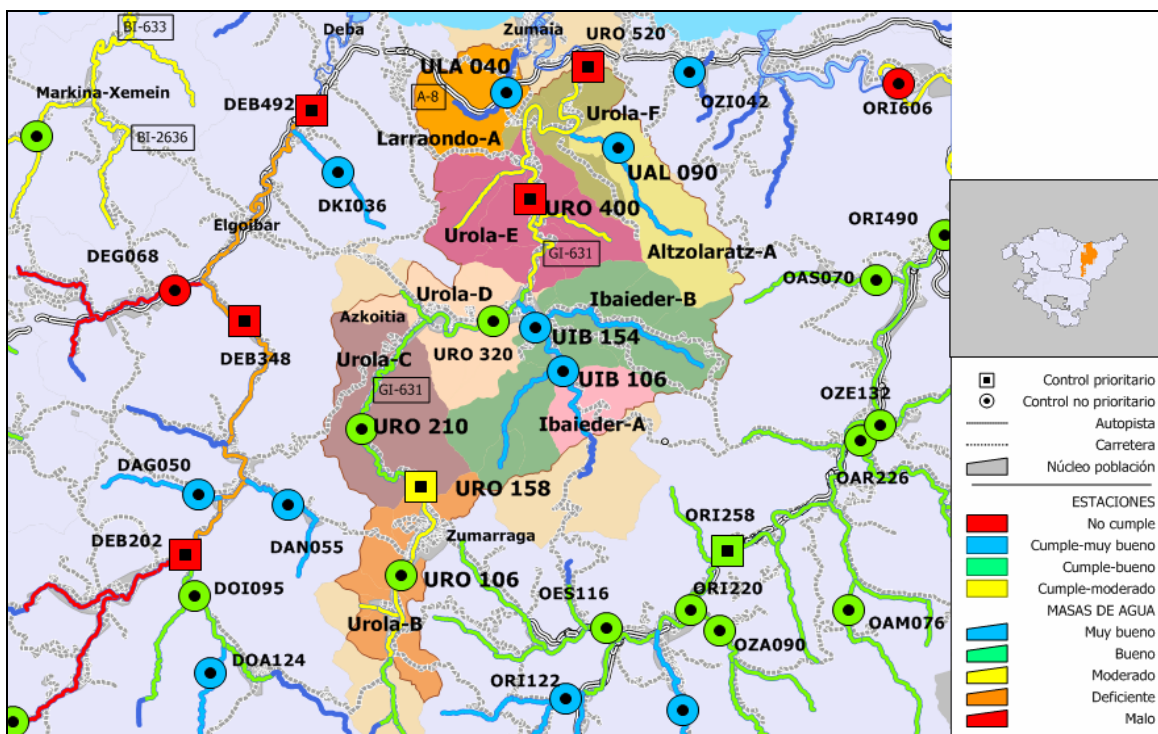 BI-633
Deba
Zumaia
URO 520
ULA 040
Markina-Xemein
DEB492
A-8
OZI042
ORI606
BI-2636
Urola-F
Larraondo-A
UAL 090
DKI036
URO 400
Elgoibar
ORI490
Urola-E
GI-631
Altzolaratz-A
DEG068
OAS070
Urola-D
Ibaieder-B
Azkoitia
UIB 154
DEB348
Urola-C
URO 320
UIB 106
GI-631
OZE132
URO 210
Ibaieder-A
DAG050
OAR226
URO 158
ORI258
DEB202
DAN055
Zumarraga
URO 106
DOI095
OES116
ORI220
Urola-B
OAM076
OZA090
DOA124
ORI122
Control prioritario
Control no prioritario
Autopista
Carretera
Núcleo población
ESTACIONES
No cumple
Cumple-muy bueno
Cumple-bueno
Cumple-moderado
MASAS DE AGUA
Muy bueno
Bueno
Moderado
Deficiente
Malo